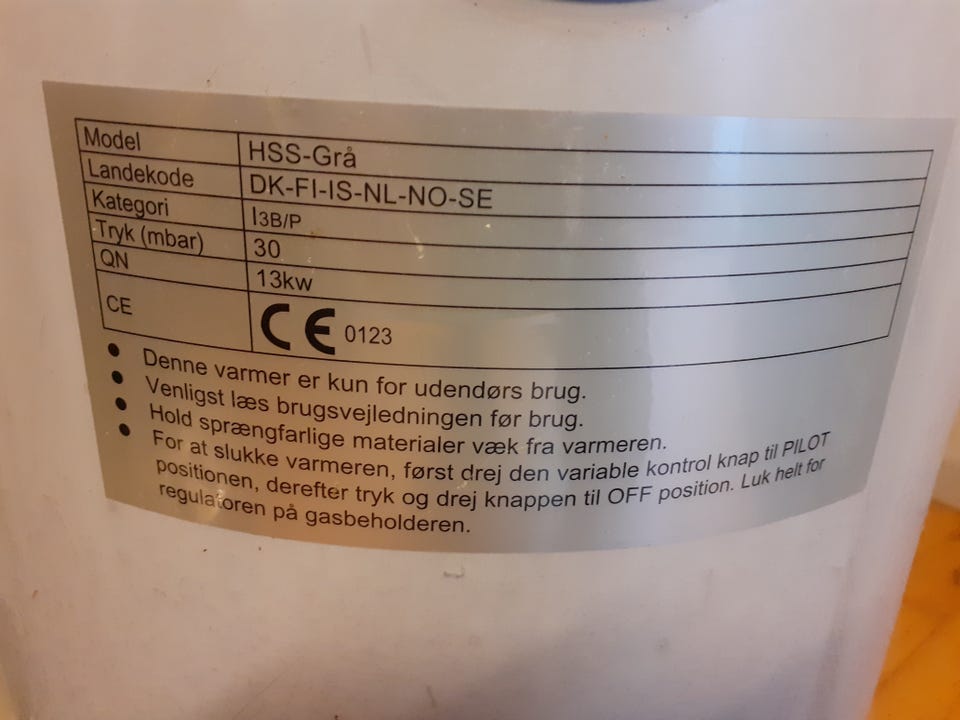 Model HSS-Grå
Landekode DK-FI-IS-NL-NO-SE
Kategori I3B/P
Tryk (mbar) 30
QN 13kw
CE CE 0123
● Denne varmer er kun for udendørs brug.
● Venligst læs brugsvejledningen før brug.
● Hold sprængfarlige materialer væk fra varmeren.
● For at slukke varmeren, først drej den variable kontrol knap til PILOT
positionen, derefter tryk og drej knappen til OFF position. Luk helt for
regulatoren på gasbeholderen.